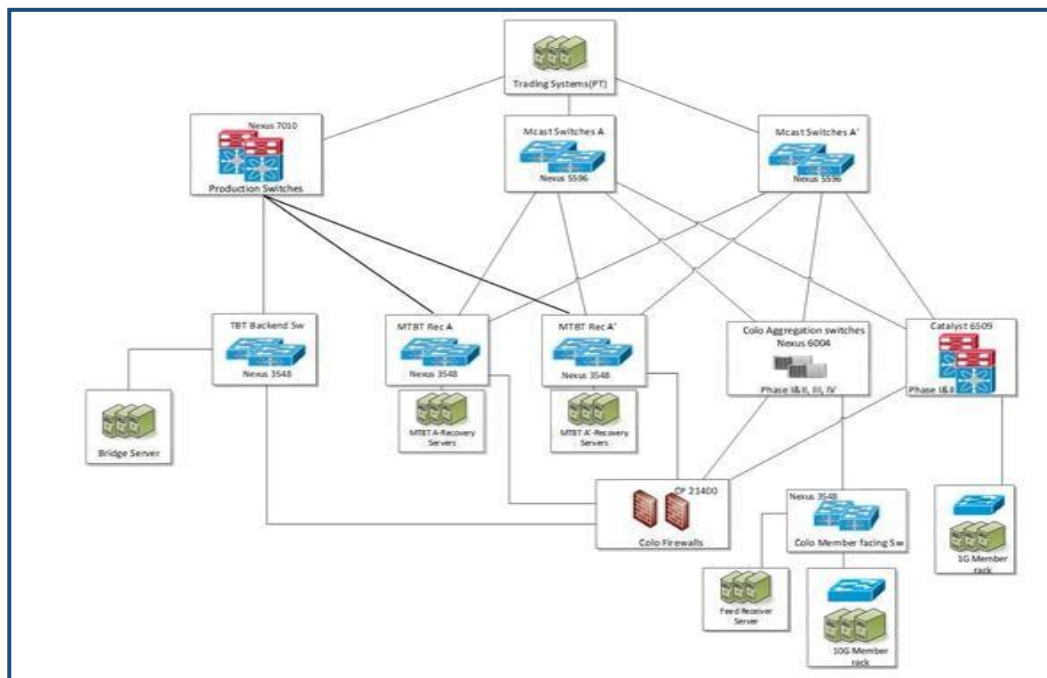 Trading Systems(PT)
Nexus 7010
Production Switches
Mcast Switches A
Nexus 5596
Mcast Switches A'
Nexus 5596
TBT Backend Sw
Nexus 3548
MTBT Rec A
Nexus 3548
MTBT Rec A'
Nexus 3548
Colo Aggregation switches
Nexus 6004
Phase I&II, III, IV
Catalyst 6509
Phase I&II
Bridge Server
MTBT A-Recovery
Servers
MTBT A'-Recovery
Servers
CP 21400
Colo Firewalls
Nexus 3548
Colo Member facing Sw
1G Member
rack
Feed Receiver
Server
10G Member
rack